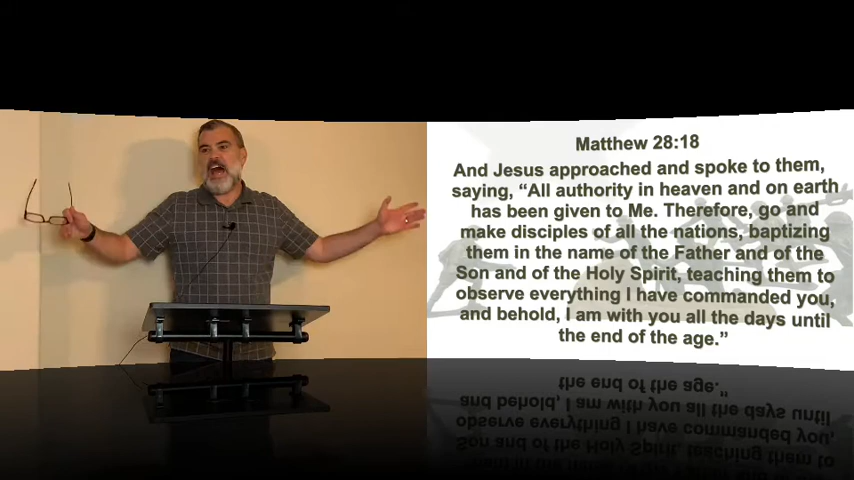 Matthew 28:18
And Jesus approached and spoke to them,
saying, “All authority in heaven and on earth
has been given to Me. Therefore, go and
make disciples of all the nations, baptizing
them in the name of the Father and of the
Son and of the Holy Spirit, teaching them to
observe everything I have commanded you,
and behold, I am with you all the days until
the end of the age.”